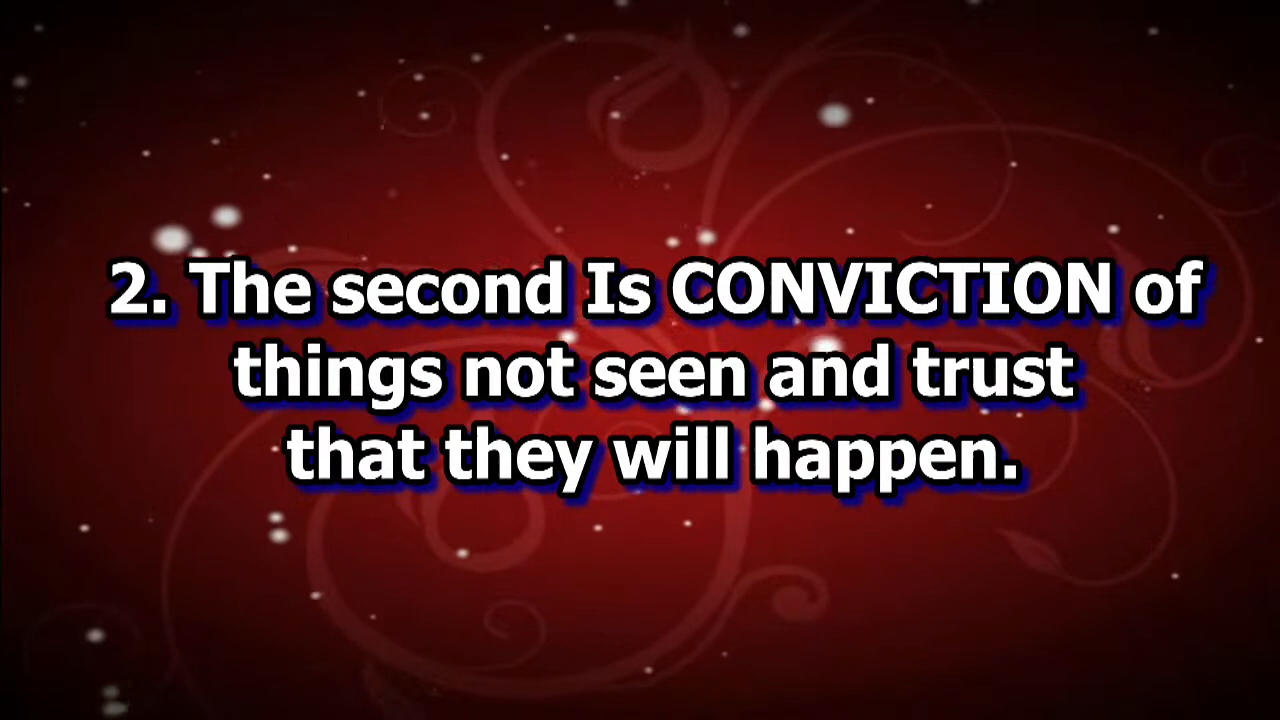 2. The second Is CONVICTION of
things not seen and trust
that they will happen.